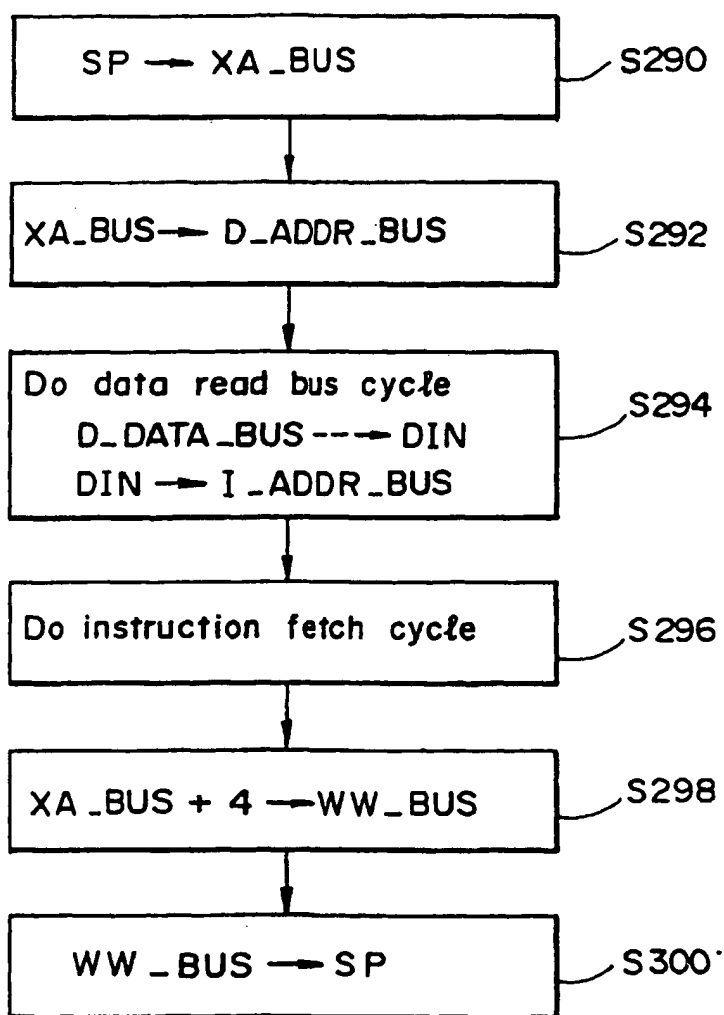 SP → XA_BUS S290
XA_BUS → D_ADDR_BUS S292
Do data read bus cycle
D_DATA_BUS ---→ DIN S294
DIN → I_ADDR_BUS
Do instruction fetch cycle S296
XA_BUS + 4 → WW_BUS S298
WW_BUS → SP S300